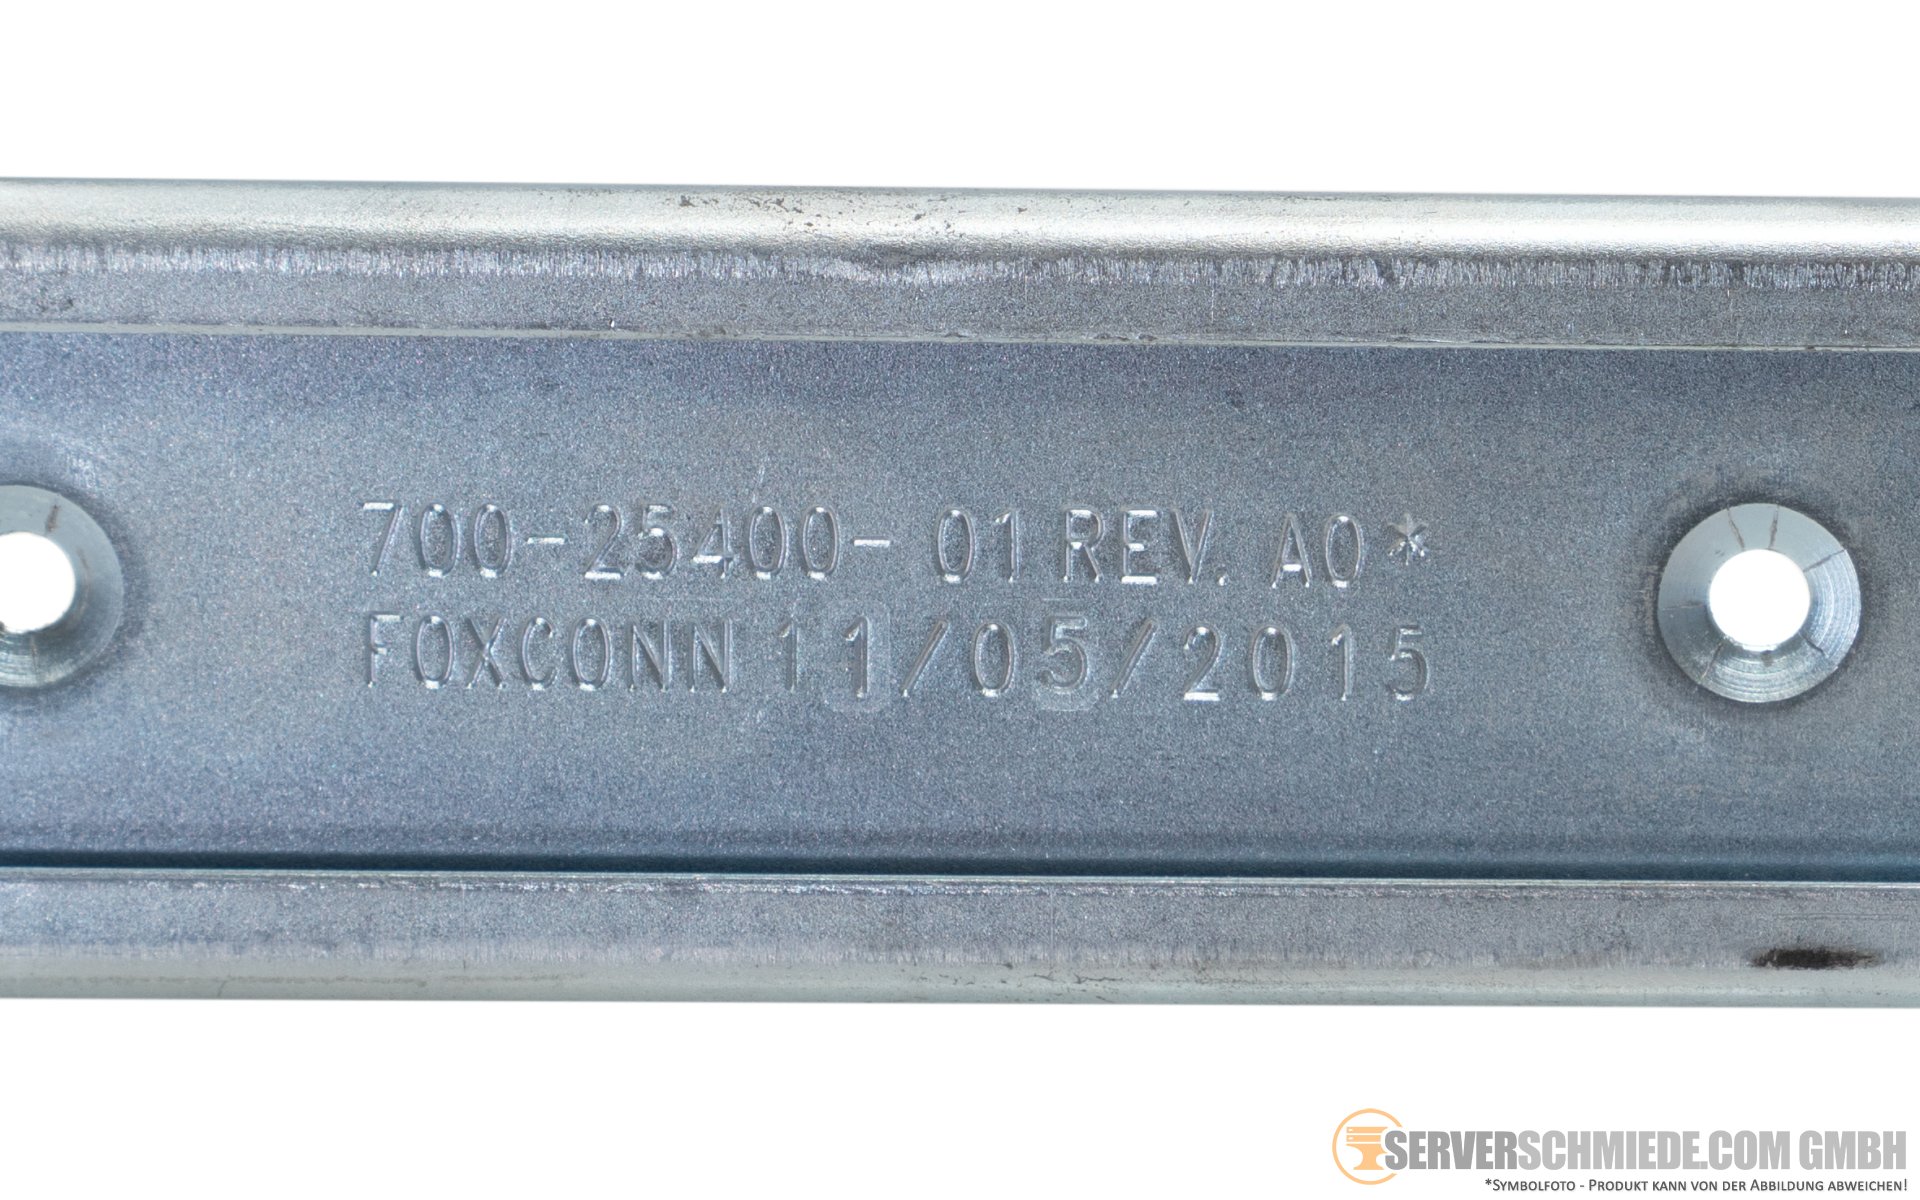 700-25400-01 REV. A0*
FOXCONN 11/05/2015
SERVERSCHMIEDE.COM GMBH
*SYMBOLFOTO - PRODUKT KANN VON DER ABBILDUNG ABWEICHEN!